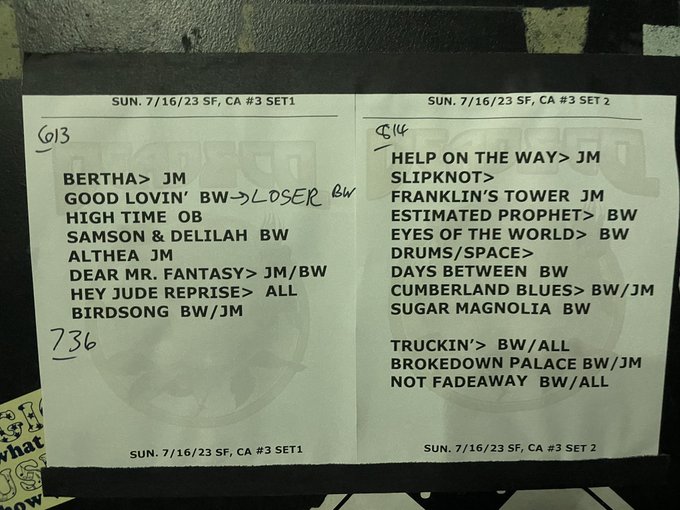 SUN. 7/16/23 SF, CA #3 SET1
613
BERTHA> JM
GOOD LOVIN' BW→LOSER BW
HIGH TIME OB
SAMSON & DELILAH BW
ALTHEA JM
DEAR MR. FANTASY> JM/BW
HEY JUDE REPRISE> ALL
BIRDSONG BW/JM
736
SUN. 7/16/23 SF, CA #3 SET1
SUN. 7/16/23 SF, CA #3 SET 2
814
HELP ON THE WAY> JM
SLIPKNOT>
FRANKLIN'S TOWER JM
ESTIMATED PROPHET> BW
EYES OF THE WORLD> BW
DRUMS/SPACE>
DAYS BETWEEN BW
CUMBERLAND BLUES> BW/JM
SUGAR MAGNOLIA BW
TRUCKIN'> BW/ALL
BROKEDOWN PALACE BW/JM
NOT FADEAWAY BW/ALL
SUN. 7/16/23 SF, CA #3 SET 2
what